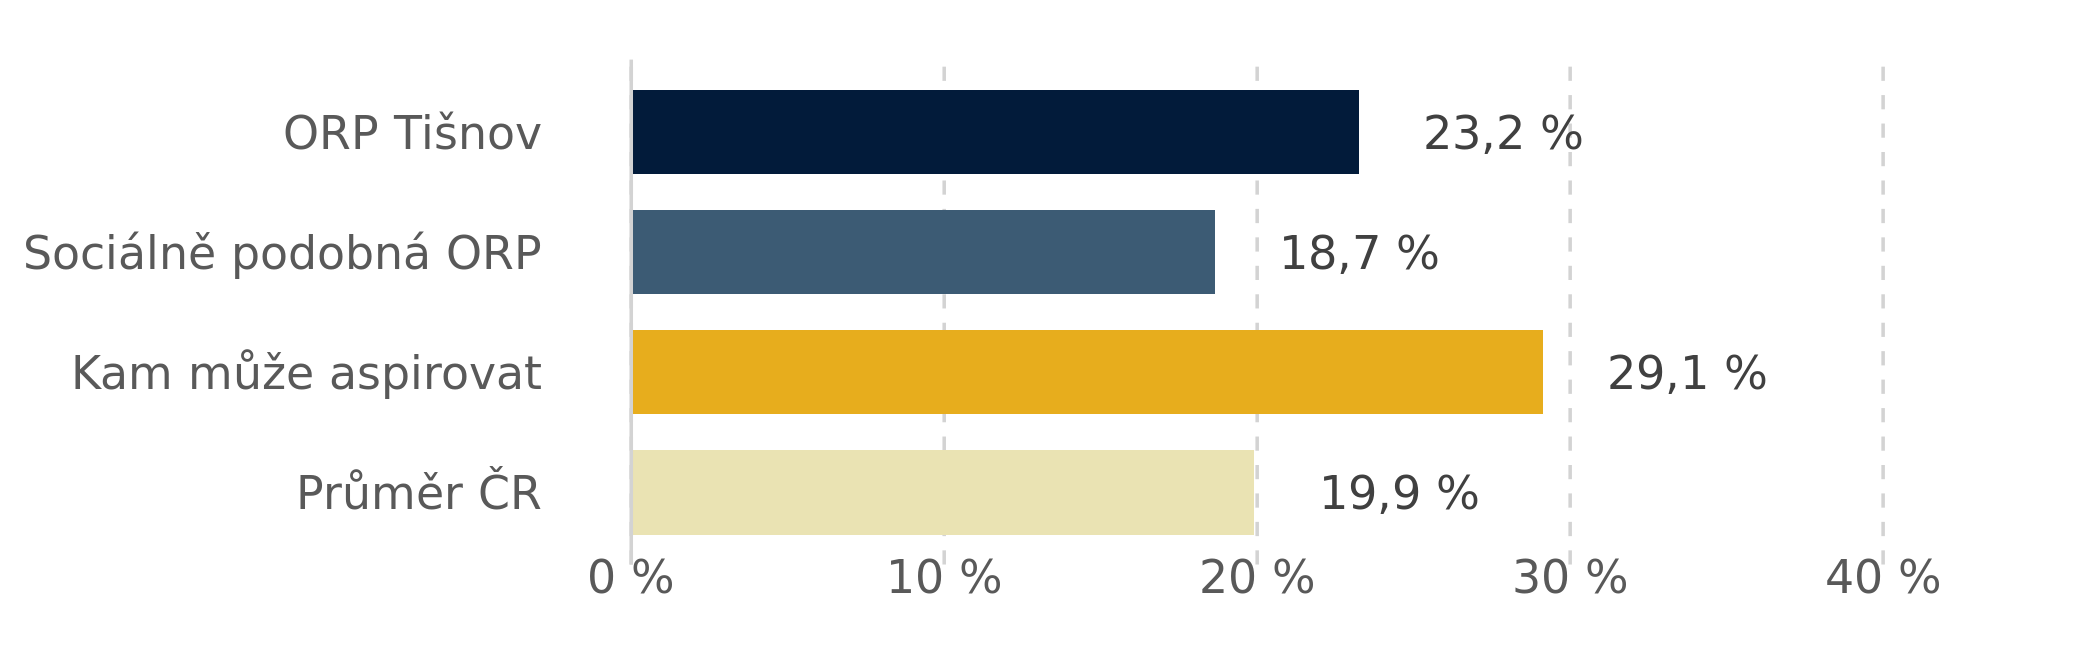 ORP Tišnov 23,2 %
Sociálně podobná ORP 18,7 %
Kam může aspirovat 29,1 %
Průměr ČR 19,9 %
0 % 10 % 20 % 30 % 40 %